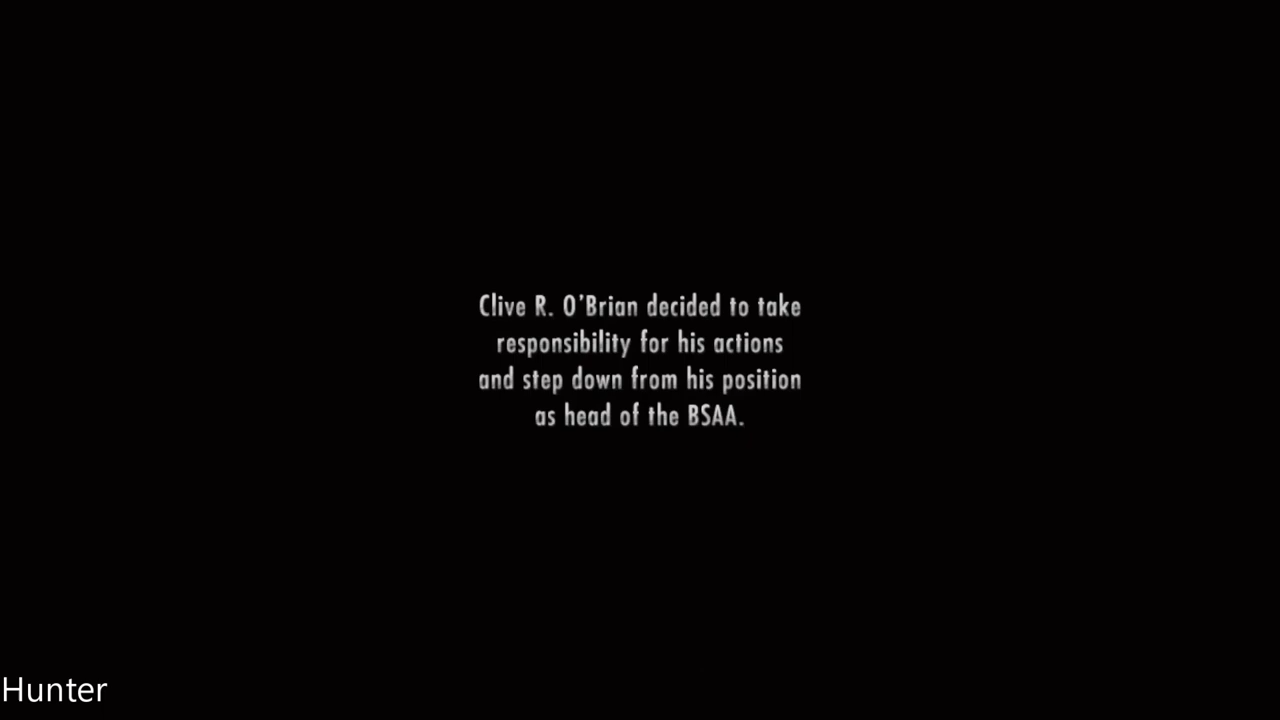 Clive R. O'Brian decided to take
responsibility for his actions
and step down from his position
as head of the BSAA.
Hunter